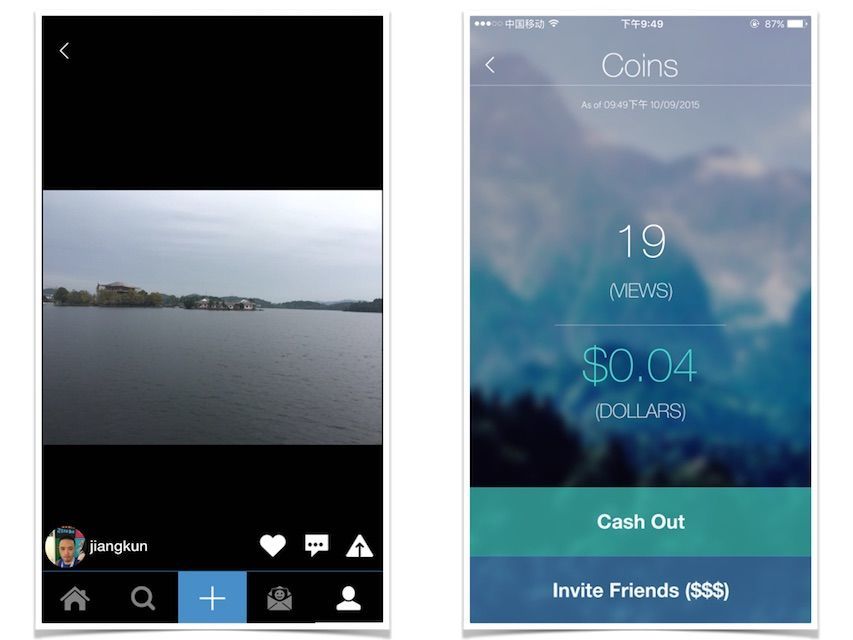 jiangkun
中国移动 下午9:49 87%
Coins
As of 09:49下午 10/09/2015
19
(VIEWS)
$0.04
(DOLLARS)
Cash Out
Invite Friends ($$$)